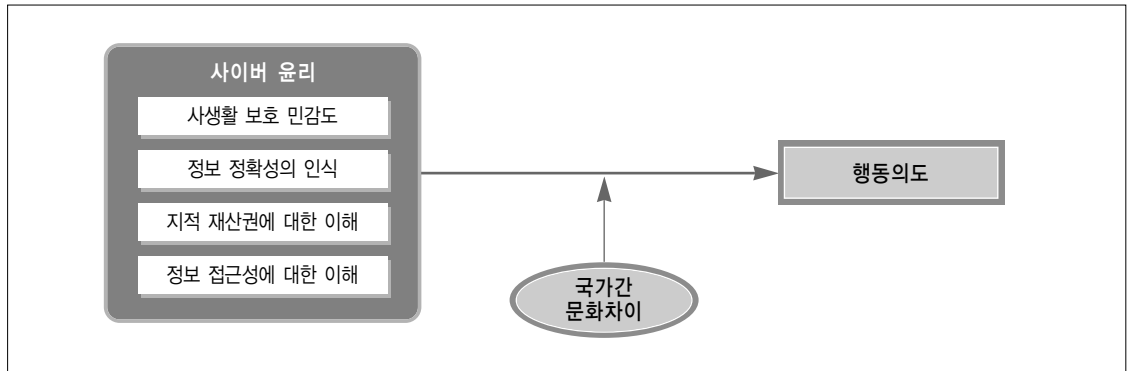 사이버 윤리
사생활 보호 민감도
정보 정확성의 인식
지적 재산권에 대한 이해
정보 접근성에 대한 이해
행동의도
국가간
문화차이